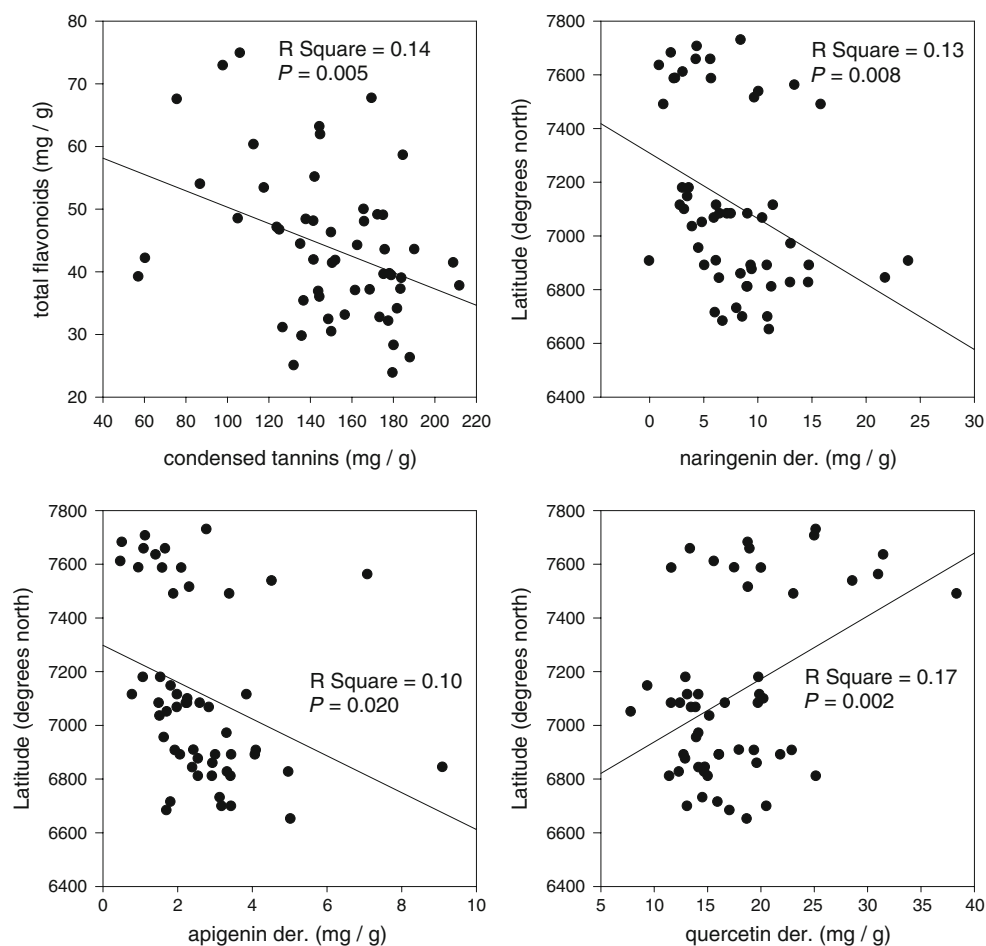 80
70
60
50
40
30
20
total flavonoids (mg / g)
R Square = 0.14
P = 0.005
40 60 80 100 120 140 160 180 200 220
condensed tannins (mg / g)
7800
7600
7400
7200
7000
6800
6600
6400
Latitude (degrees north)
R Square = 0.13
P = 0.008
0 5 10 15 20 25 30
naringenin der. (mg / g)
7800
7600
7400
7200
7000
6800
6600
6400
Latitude (degrees north)
R Square = 0.10
P = 0.020
0 2 4 6 8 10
apigenin der. (mg / g)
7800
7600
7400
7200
7000
6800
6600
6400
Latitude (degrees north)
R Square = 0.17
P = 0.002
5 10 15 20 25 30 35 40
quercetin der. (mg / g)